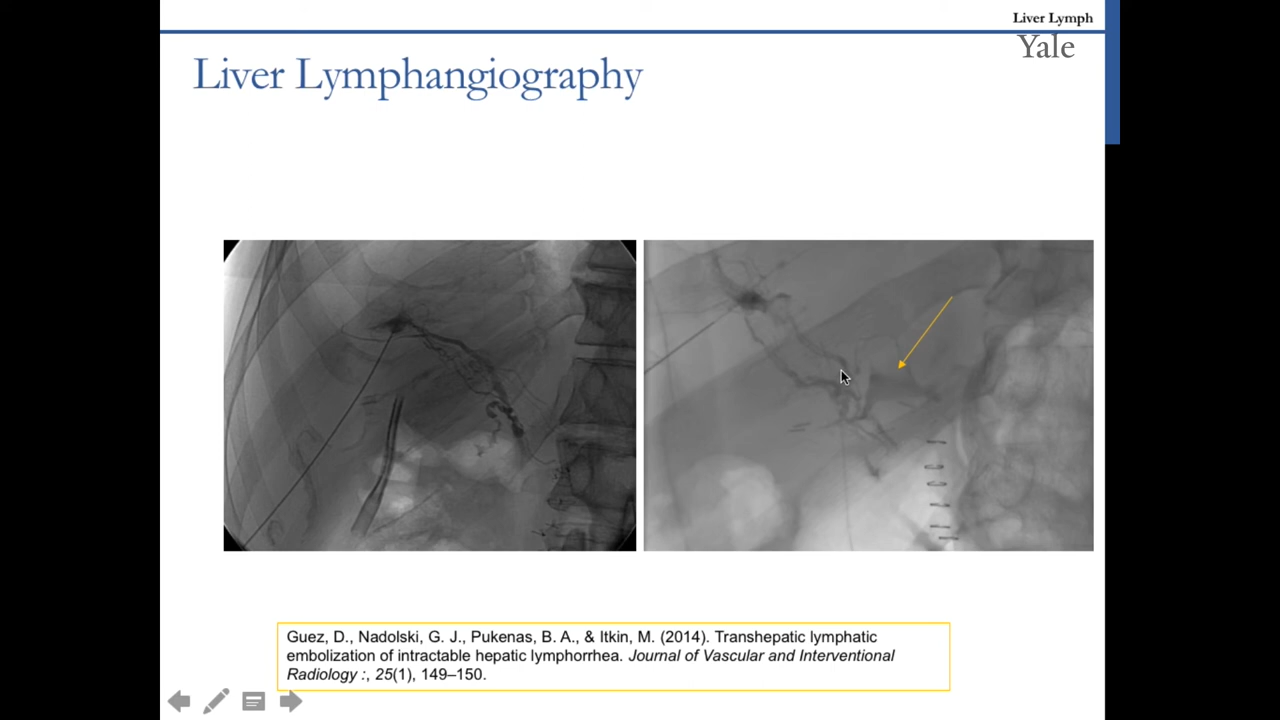 Liver Lymph
Yale
Liver Lymphangiography
Guez, D., Nadolski, G. J., Pukenas, B. A., & Itkin, M. (2014). Transhepatic lymphatic
embolization of intractable hepatic lymphorrhea. Journal of Vascular and Interventional
Radiology :, 25(1), 149–150.